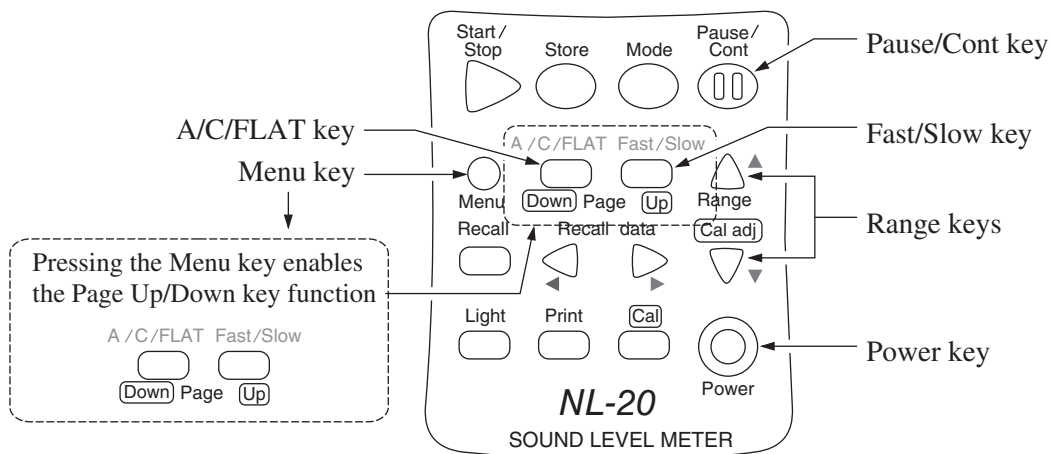 Start/
Stop
Store
Mode
Pause/
Cont
Pause/Cont key
A/C/FLAT key
A/C/FLAT Fast/Slow
Fast/Slow key
Menu key
Menu
Down Page Up
Range
Range keys
Recall
Recall data
Cal adj
Pressing the Menu key enables
the Page Up/Down key function
A/C/FLAT Fast/Slow
Down Page Up
Light
Print
Cal
Power key
Power
NL-20
SOUND LEVEL METER